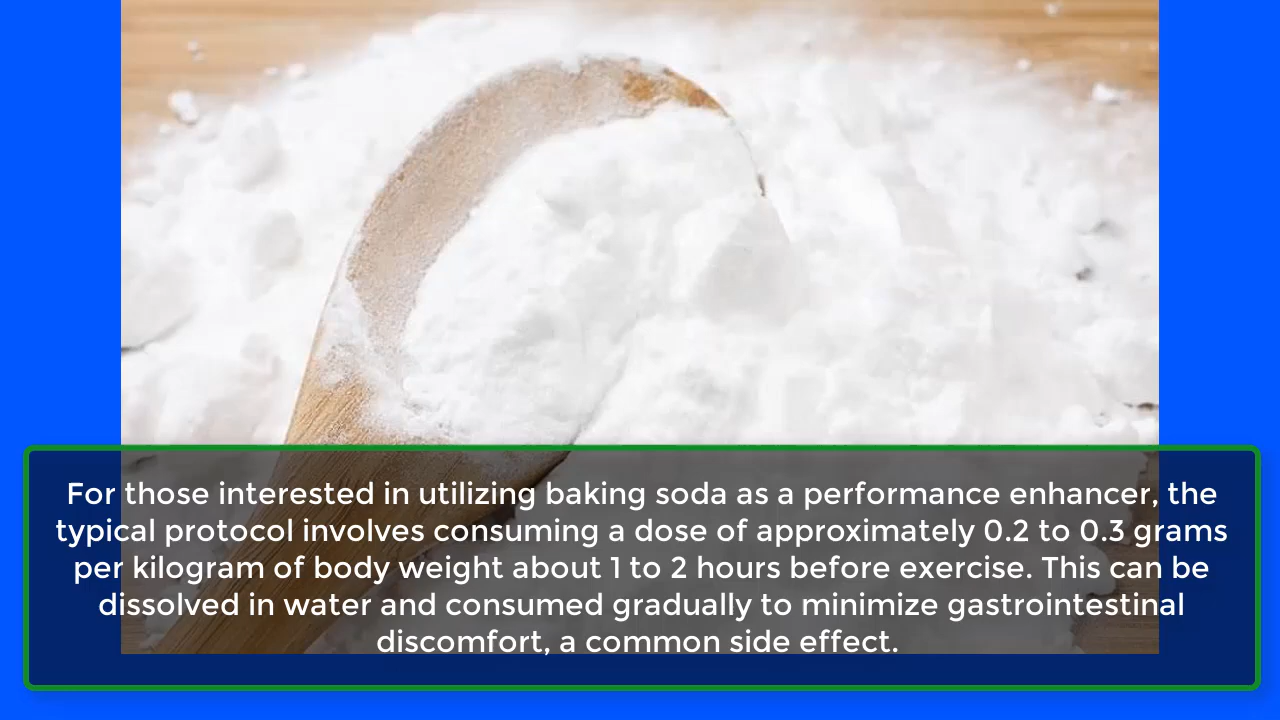 For those interested in utilizing baking soda as a performance enhancer, the
typical protocol involves consuming a dose of approximately 0.2 to 0.3 grams
per kilogram of body weight about 1 to 2 hours before exercise. This can be
dissolved in water and consumed gradually to minimize gastrointestinal
discomfort, a common side effect.